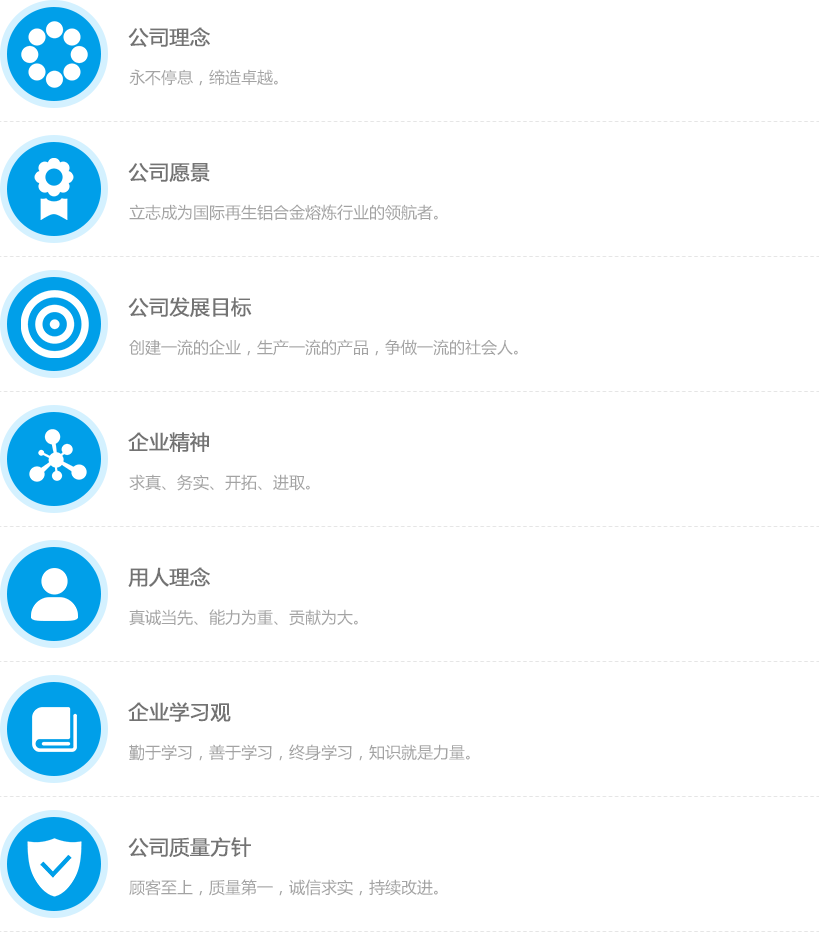 公司理念
永不停息，缔造卓越。
公司愿景
立志成为国际再生铝合金熔炼行业的领航者。
公司发展目标
创建一流的企业，生产一流的产品，争做一流的社会人。
企业精神
求真、务实、开拓、进取。
用人理念
真诚当先、能力为重、贡献为大。
企业学习观
勤于学习，善于学习，终身学习，知识就是力量。
公司质量方针
顾客至上，质量第一，诚信求实，持续改进。